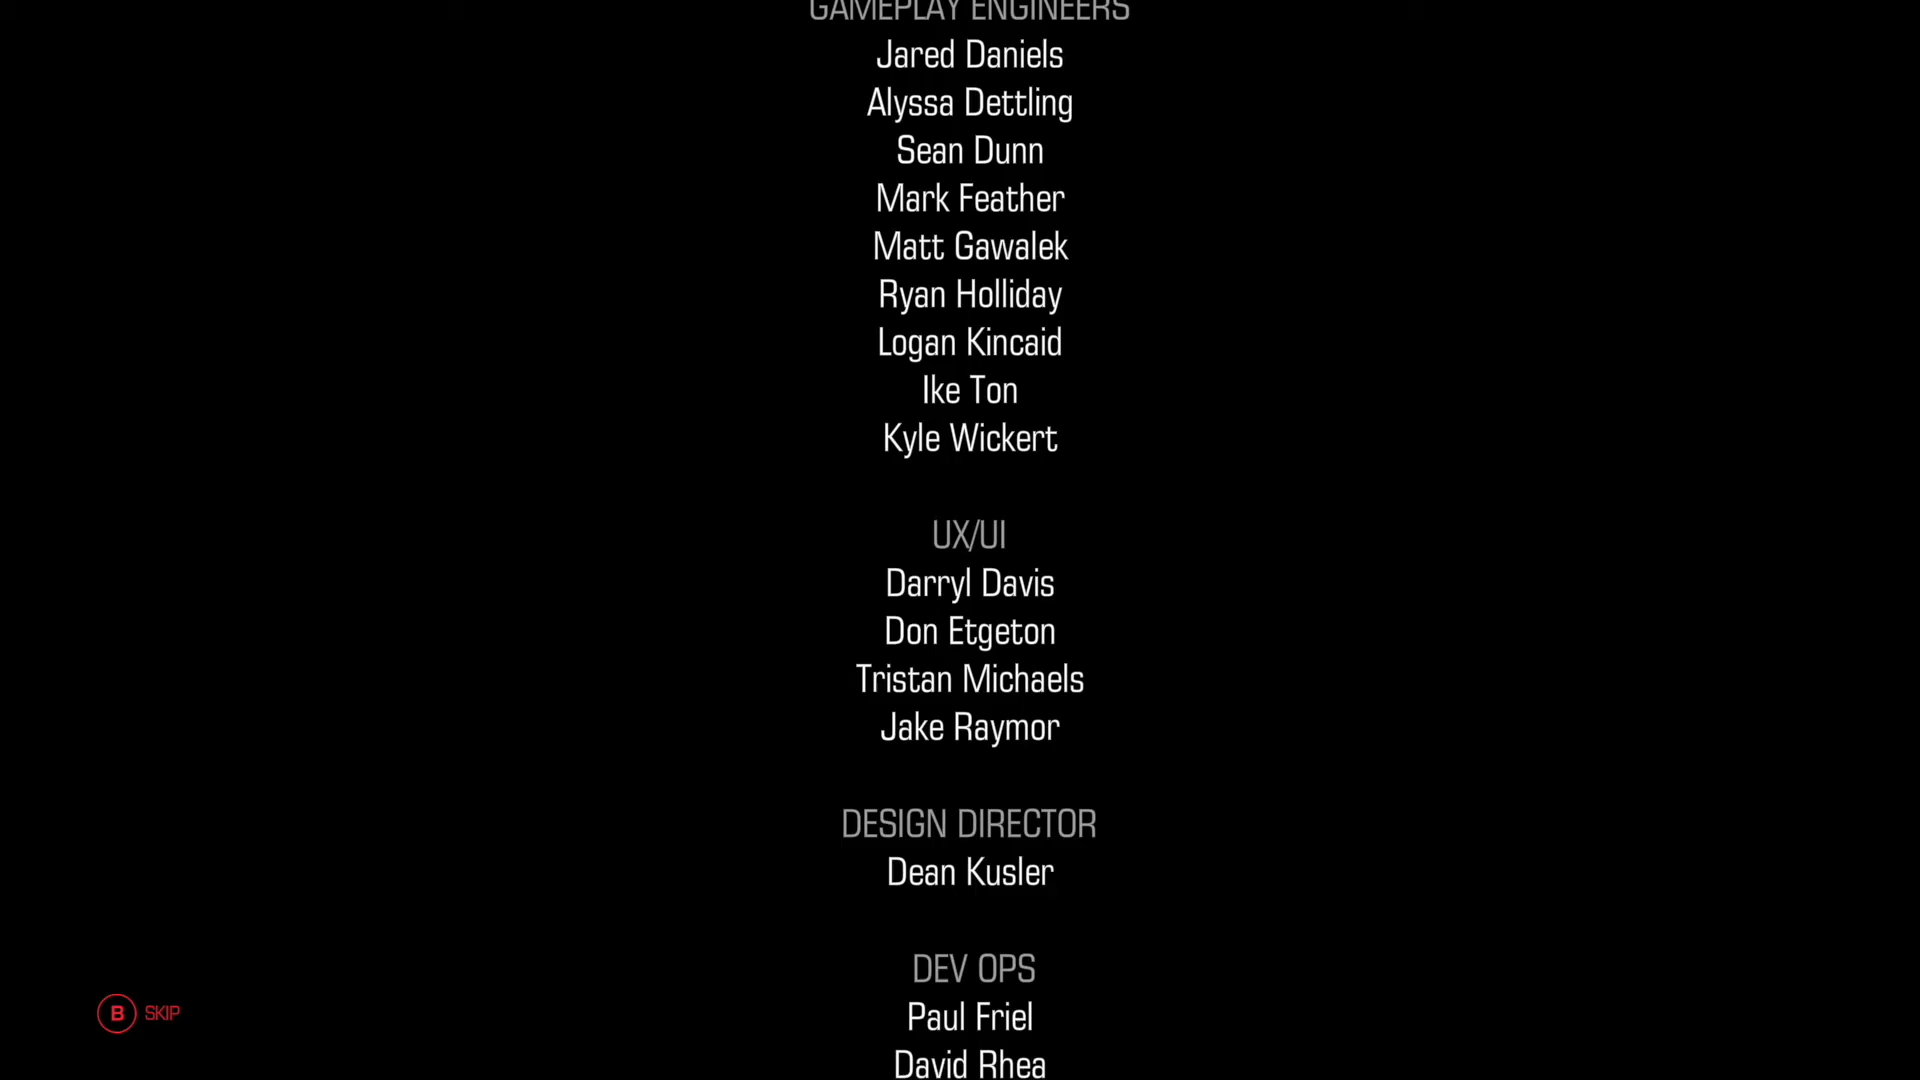 GAMEPLAY ENGINEERS
Jared Daniels
Alyssa Dettling
Sean Dunn
Mark Feather
Matt Gawalek
Ryan Holliday
Logan Kincaid
Ike Ton
Kyle Wickert
UX/UI
Darryl Davis
Don Etgeton
Tristan Michaels
Jake Raymor
DESIGN DIRECTOR
Dean Kusler
DEV OPS
Paul Friel
B SKIP
David Rhea